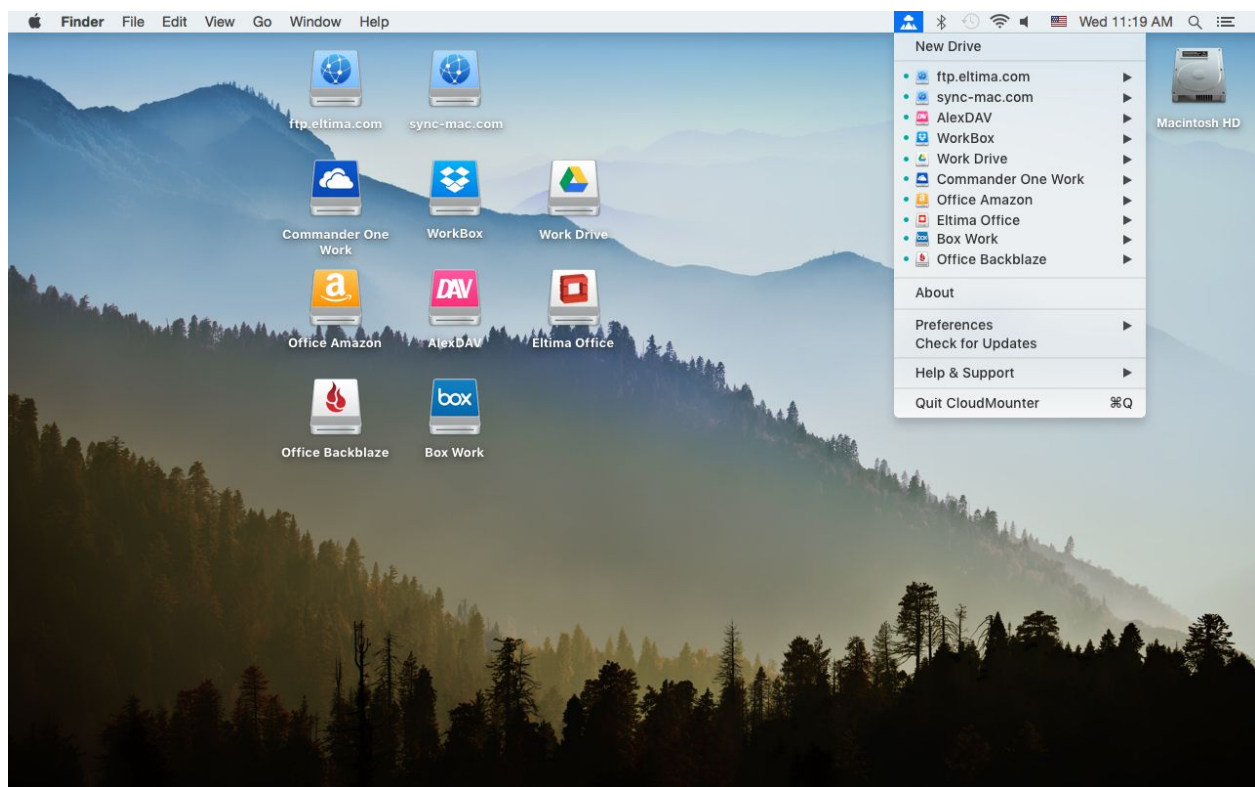 Finder File Edit View Go Window Help
Wed 11:19 AM
New Drive
ftp.eltima.com
sync-mac.com
AlexDAV
WorkBox
Work Drive
Commander One Work
Office Amazon
Eltima Office
Box Work
Office Backblaze
About
Preferences
Check for Updates
Help & Support
Quit CloudMounter ⌘Q
Macintosh HD
ftp.eltima.com
sync-mac.com
Commander One
Work
WorkBox
Work Drive
a
Office Amazon
DAV
AlexDAV
Eltima Office
Office Backblaze
box
Box Work